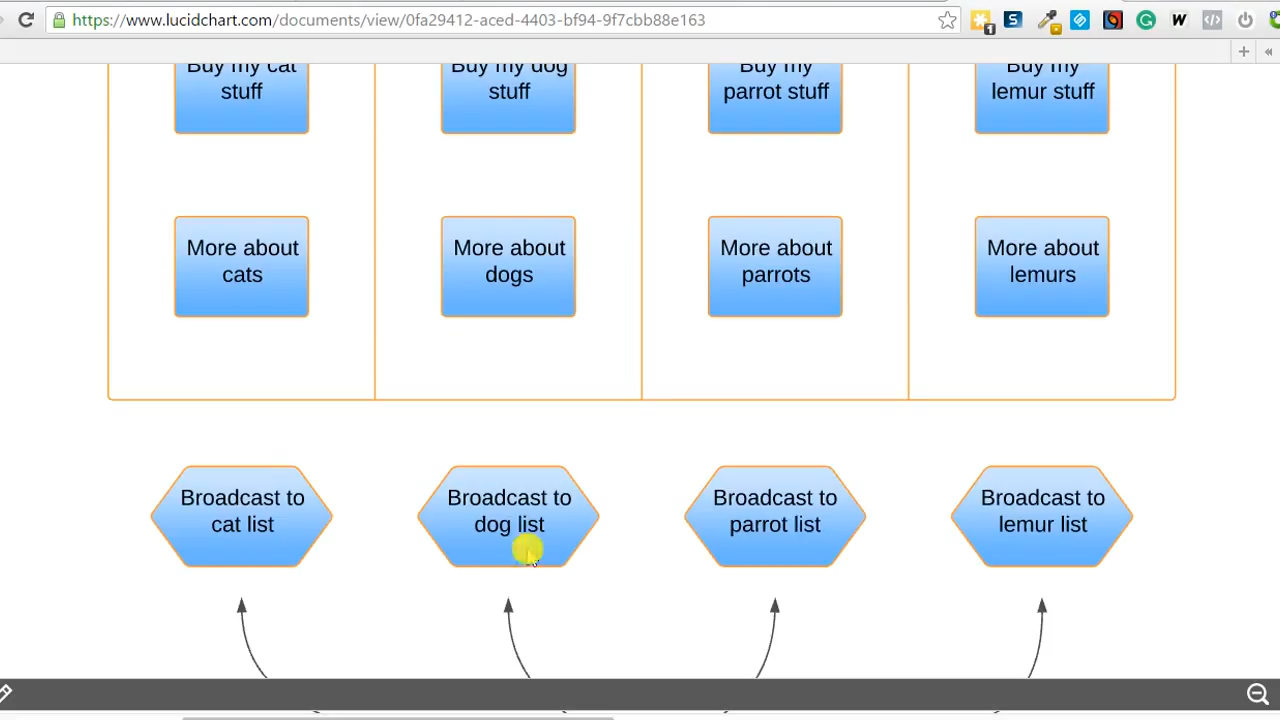 https://www.lucidchart.com/documents/view/0fa29412-aced-4403-bf94-9f7cbb88e163
1
S
G
W
Buy my cat
stuff
Buy my dog
stuff
Buy my
parrot stuff
Buy my
lemur stuff
More about
cats
More about
dogs
More about
parrots
More about
lemurs
Broadcast to
cat list
Broadcast to
dog list
Broadcast to
parrot list
Broadcast to
lemur list